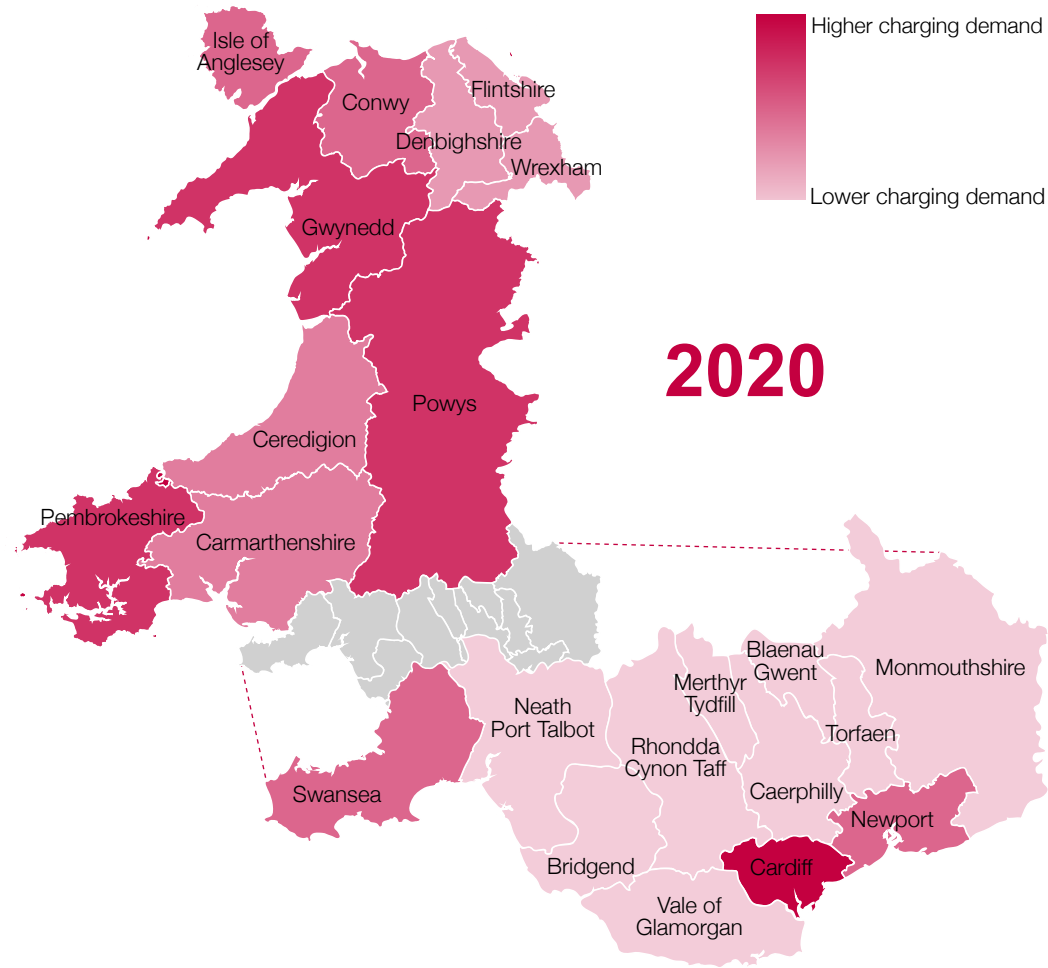 Higher charging demand
Lower charging demand
2020
Isle of
Anglesey
Conwy
Flintshire
Denbighshire
Wrexham
Gwynedd
Powys
Ceredigion
Pembrokeshire
Carmarthenshire
Swansea
Neath
Port Talbot
Bridgend
Rhondda
Cynon Taff
Merthyr
Tydfill
Blaenau
Gwent
Caerphilly
Torfaen
Monmouthshire
Newport
Cardiff
Vale of
Glamorgan